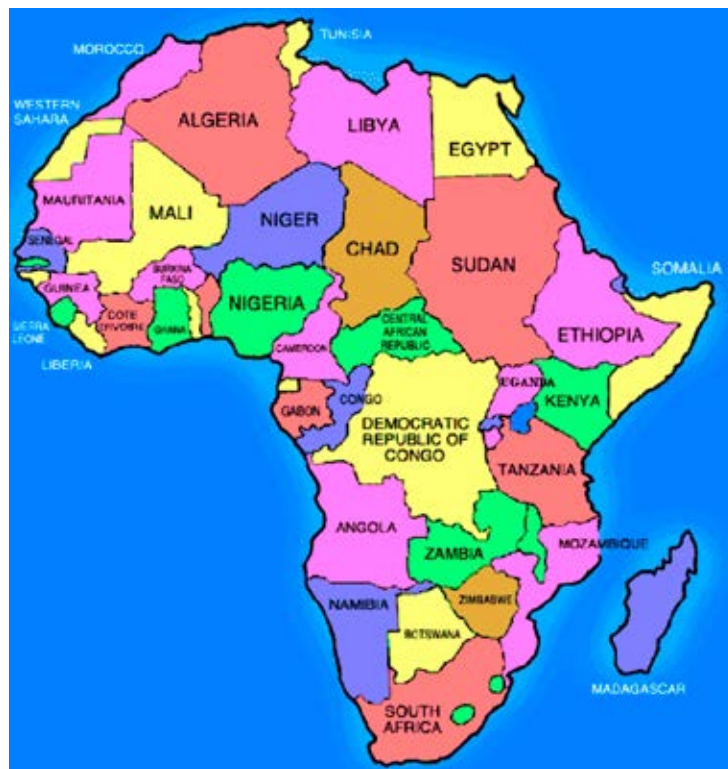 TUNISIA
MOROCCO
WESTERN
SAHARA
ALGERIA
LIBYA
EGYPT
MAURITANIA
MALI
NIGER
CHAD
SUDAN
SENEGAL
SOMALIA
BURKINA
FASO
GUINEA
NIGERIA
ETHIOPIA
SIERRA
LEONE
COTE
D'IVOIRE
GHANA
CENTRAL
AFRICAN
REPUBLIC
LIBERIA
CAMEROON
UGANDA
KENYA
GABON
CONGO
DEMOCRATIC
REPUBLIC OF
CONGO
TANZANIA
ANGOLA
ZAMBIA
MOZAMBIQUE
NAMIBIA
ZIMBABWE
BOTSWANA
MADAGASCAR
SOUTH
AFRICA